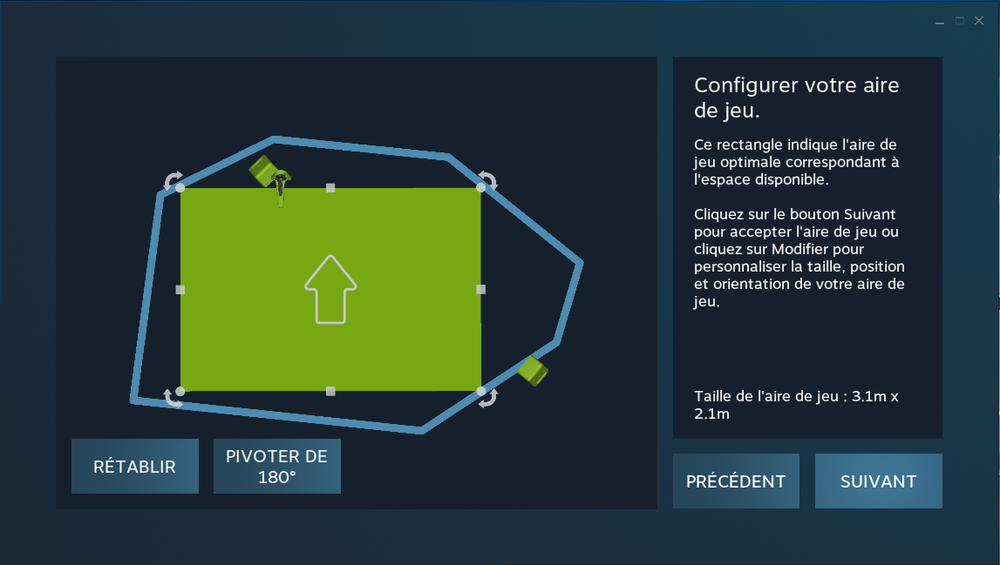 Configurer votre aire
de jeu.
Ce rectangle indique l'aire de
jeu optimale correspondant à
l'espace disponible.
Cliquez sur le bouton Suivant
pour accepter l'aire de jeu ou
cliquez sur Modifier pour
personnaliser la taille, position
et orientation de votre aire de
jeu.
Taille de l'aire de jeu : 3.1m x
2.1m
RÉTABLIR
PIVOTER DE
180°
PRÉCÉDENT
SUIVANT